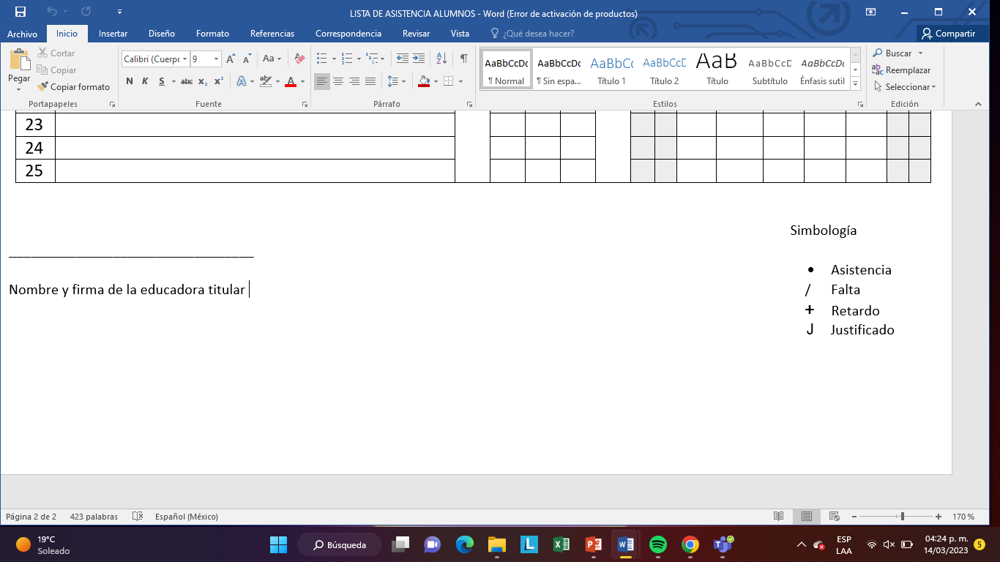 LISTA DE ASISTENCIA ALUMNOS - Word (Error de activación de productos)
Archivo Inicio Insertar Diseño Formato Referencias Correspondencia Revisar Vista ¿Qué desea hacer? Compartir
Pegar
Cortar
Copiar
Copiar formato
Portapapeles
Calibri (Cuerpo 9
N K S abc x₂ x²
Fuente
Párrafo
AaBbCcDc AaBbCcDc AaBbC AaBbCcD AaB AaBbCcD AaBbCcDc
¶ Normal ¶ Sin espa... Título 1 Título 2 Título Subtítulo Énfasis sutil
Estilos
Buscar
Reemplazar
Seleccionar
Edición
23
24
25
Simbología
Nombre y firma de la educadora titular
• Asistencia
/ Falta
+ Retardo
J Justificado
Página 2 de 2 423 palabras Español (México) 170 %
19°C
Soleado
Búsqueda
ESP
LAA
04:24 p. m.
14/03/2023
5